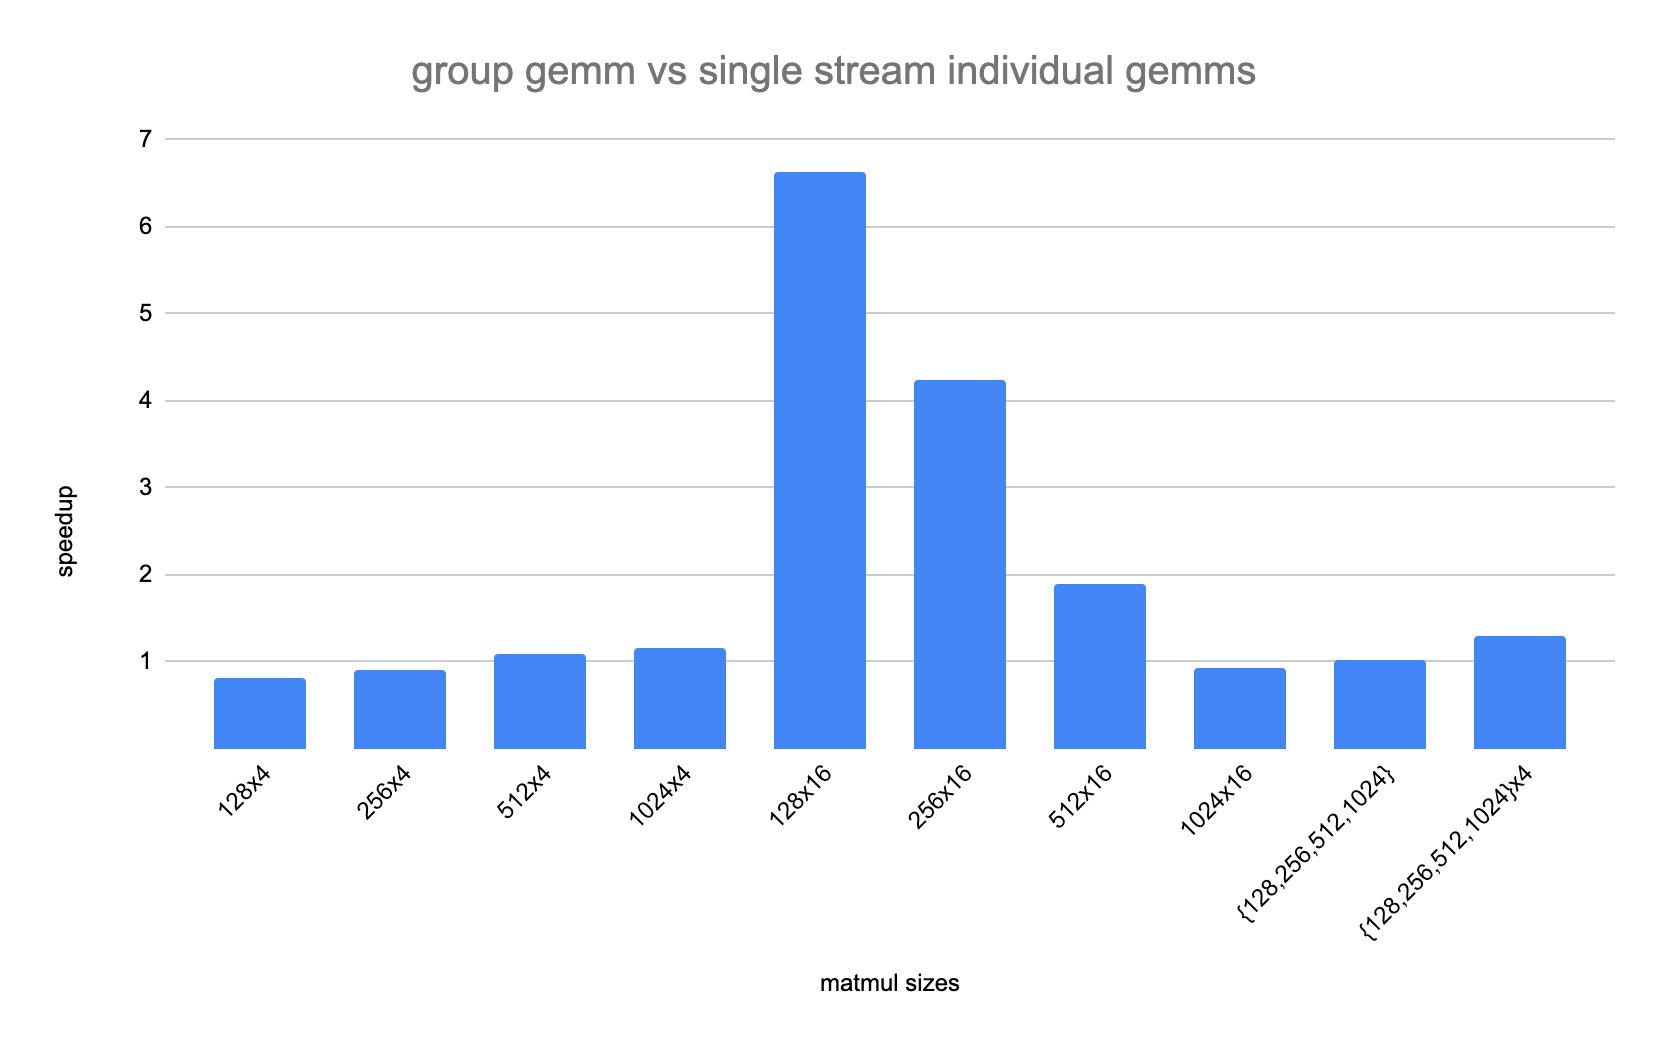 group gemm vs single stream individual gemms
7
6
5
4
3
2
1
speedup
128x4
256x4
512x4
1024x4
128x16
256x16
512x16
1024x16
{128,256,512,1024}
{128,256,512,1024}x4
matmul sizes